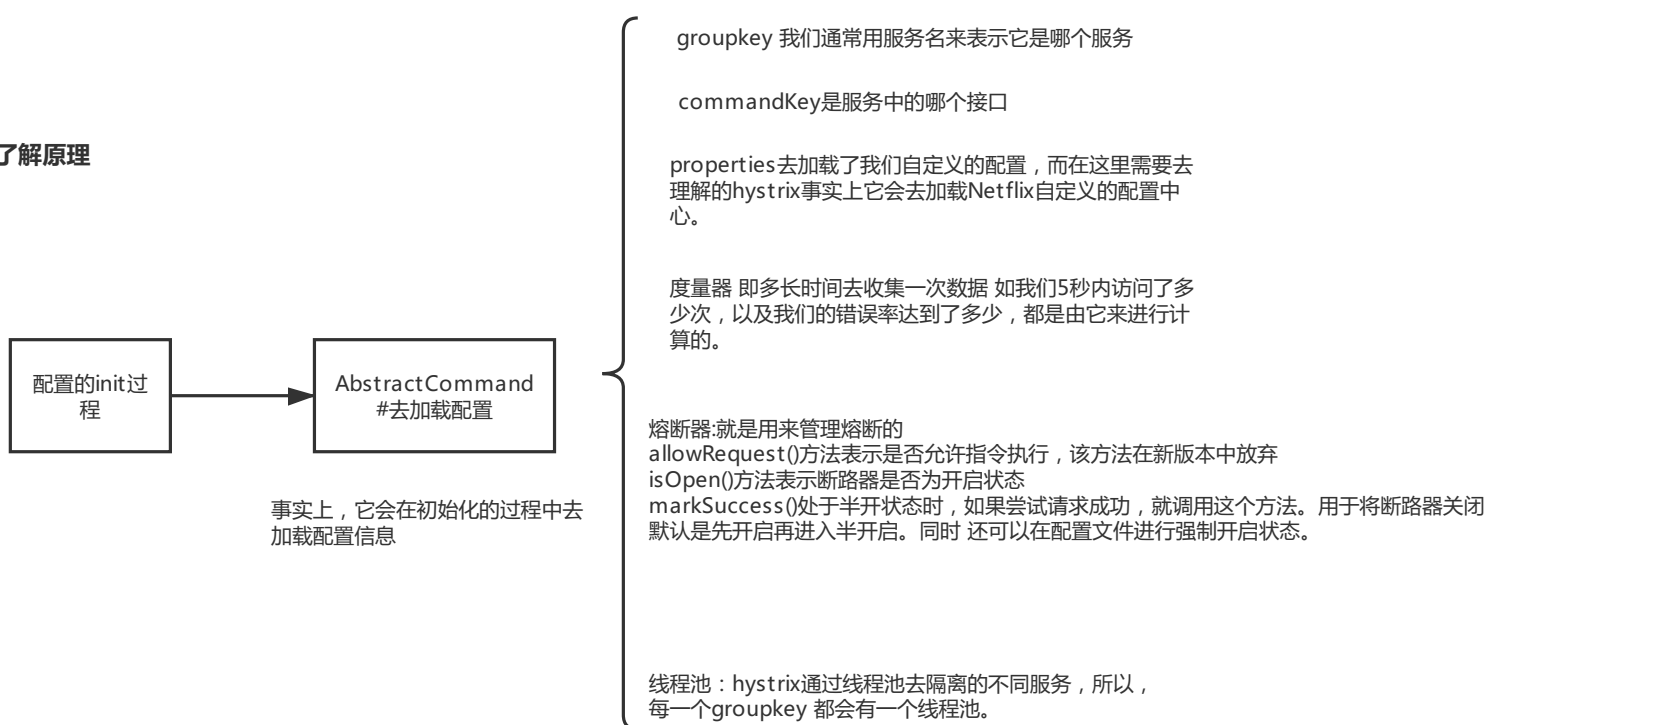 groupkey 我们通常用服务名来表示它是哪个服务
commandKey是服务中的哪个接口
了解原理
properties去加载了我们自定义的配置，而在这里需要去
理解的hystrix事实上它会去加载Netflix自定义的配置中
心。
度量器 即多长时间去收集一次数据 如我们5秒内访问了多
少次，以及我们的错误率达到了多少，都是由它来进行计
算的。
配置的init过
程
AbstractCommand
#去加载配置
熔断器:就是用来管理熔断的
allowRequest()方法表示是否允许指令执行，该方法在新版本中放弃
isOpen()方法表示断路器是否为开启状态
markSuccess()处于半开状态时，如果尝试请求成功，就调用这个方法。用于将断路器关闭
默认是先开启再进入半开启。同时 还可以在配置文件进行强制开启状态。
事实上，它会在初始化的过程中去
加载配置信息
线程池：hystrix通过线程池去隔离的不同服务，所以，
每一个groupkey 都会有一个线程池。